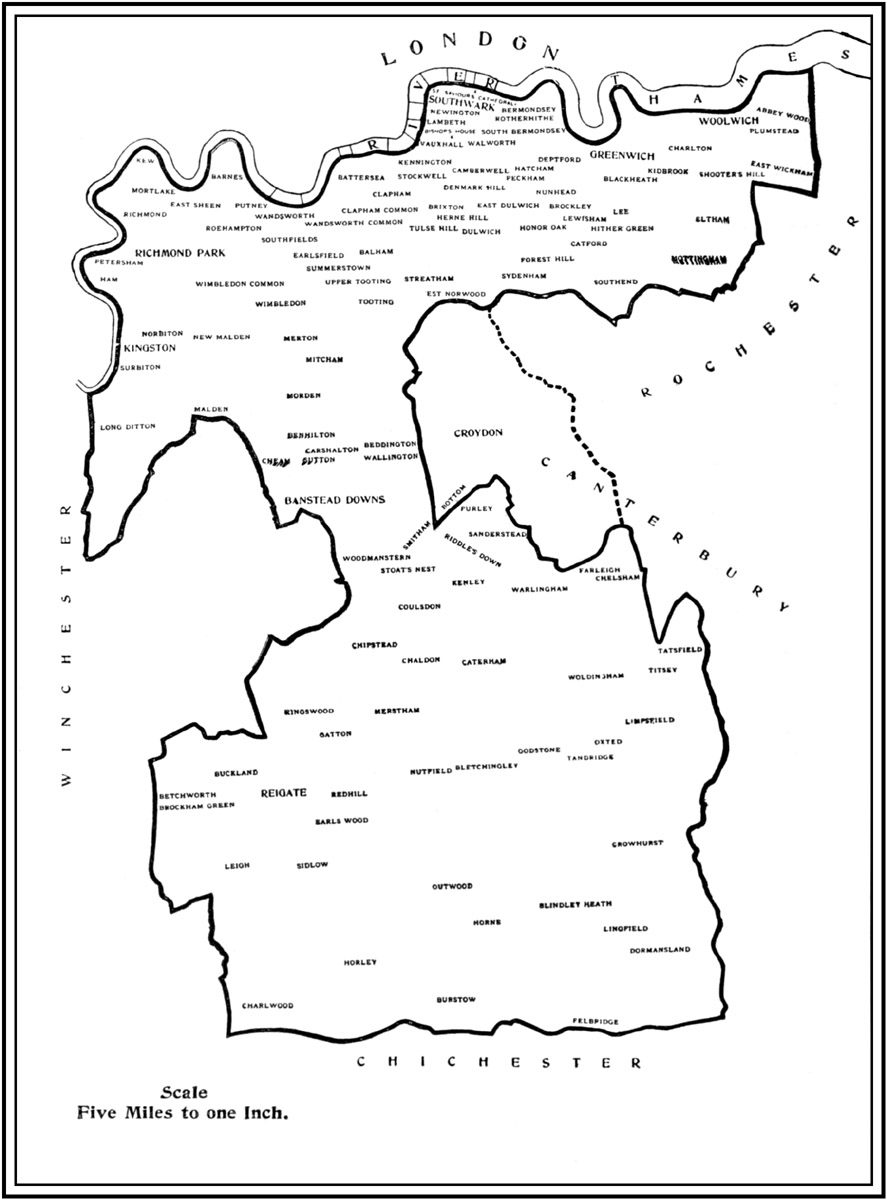 LONDON
RIVER THAMES
ST. SAVIOURS CATHEDRAL
SOUTHWARK
NEWINGTON BERMONDSEY
LAMBETH ROTHERHITHE
BISHOP'S HOUSE SOUTH BERMONDSEY
VAUXHALL WALWORTH
WOOLWICH
ABBEY WOOD
PLUMSTEAD
KEW
KENNINGTON
DEPTFORD
GREENWICH
CHARLTON
BARNES
BATTERSEA
STOCKWELL
CAMBERWELL
HATCHAM
PECKHAM
BLACKHEATH
KIDBROOK
SHOOTER'S HILL
EAST WICKHAM
MORTLAKE
CLAPHAM
DENMARK HILL
NUNHEAD
EAST SHEEN
PUTNEY
RICHMOND
WANDSWORTH
CLAPHAM COMMON
BRIXTON
EAST DULWICH
BROCKLEY
LEE
ROEHAMPTON
WANDSWORTH COMMON
HERNE HILL
LEWISHAM
ELTHAM
TULSE HILL
DULWICH
HONOR OAK
HITHER GREEN
SOUTHFIELDS
CATFORD
RICHMOND PARK
EARLSFIELD
BALHAM
PETERSHAM
SUMMERSTOWN
FOREST HILL
MOTTINGHAM
HAM
WIMBLEDON COMMON
UPPER TOOTING
STREATHAM
SYDENHAM
SOUTHEND
EST NORWOOD
WIMBLEDON
TOOTING
NORBITON
NEW MALDEN
MERTON
KINGSTON
MITCHAM
SURBITON
ROCHESTER
MORDEN
MALDEN
LONG DITTON
BENHILTON
CROYDON
CARSHALTON
BEDDINGTON
CHEAM
SUTTON
WALLINGTON
CANTERBURY
BANSTEAD DOWNS
SMITHAM BOTTOM
PURLEY
RIDDLE'S DOWN
SANDERSTEAD
WINCHESTER
WOODMANSTERN
STOAT'S NEST
FARLEIGH
CHELSHAM
KENLEY
WARLINGHAM
COULSDON
CHIPSTEAD
TATSFIELD
CHALDON
CATERHAM
TITSEY
WOLDINGHAM
KINGSWOOD
MERSTHAM
LIMPSFIELD
GATTON
OXTED
GODSTONE
TANDRIDGE
BUCKLAND
NUTFIELD
BLETCHINGLEY
BETCHWORTH
REIGATE
REDHILL
BROCKHAM GREEN
EARLS WOOD
CROWHURST
LEIGH
SIDLOW
OUTWOOD
BLINDLEY HEATH
HORNE
LINGFIELD
DORMANSLAND
HORLEY
BURSTOW
CHARLWOOD
FELBRIDGE
CHICHESTER
Scale
Five Miles to one Inch.